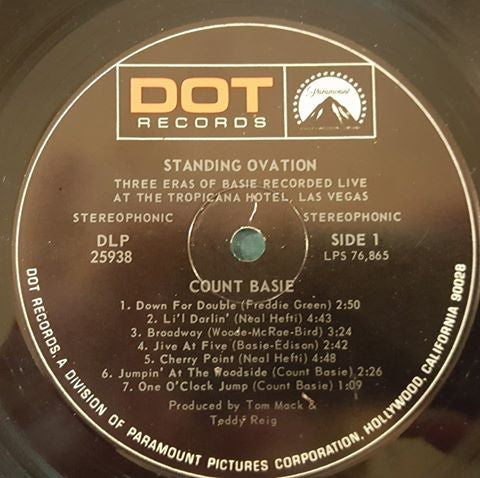 DOT
RECORDS
Paramount
STANDING OVATION
THREE ERAS OF BASIE RECORDED LIVE
AT THE TROPICANA HOTEL, LAS VEGAS
STEREOPHONIC
STEREOPHONIC
DLP
25938
SIDE 1
LPS 76,865
COUNT BASIE
1. Down For Double (Freddie Green) 2:50
2. Li'l Darlin' (Neal Hefti) 4:43
3. Broadway (Woode-McRae-Bird) 3:24
4. Jive At Five (Basie-Edison) 2:42
5. Cherry Point (Neal Hefti) 4:48
6. Jumpin' At The Woodside (Count Basie) 2:26
7. One O'Clock Jump (Count Basie) 1:09
Produced by Tom Mack &
Teddy Reig
DOT RECORDS, A DIVISION OF PARAMOUNT PICTURES CORPORATION, HOLLYWOOD, CALIFORNIA 90028